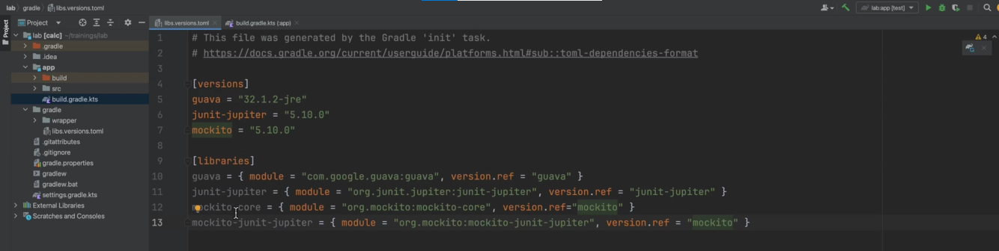 lab gradle libs.versions.toml
lab:app [test]
Project
Project
libs.versions.toml
build.gradle.kts (:app)
lab [calc] ~/trainings/lab
.gradle
.idea
app
build
src
build.gradle.kts
gradle
wrapper
libs.versions.toml
.gitattributes
.gitignore
gradle.properties
gradlew
gradlew.bat
settings.gradle.kts
External Libraries
Scratches and Consoles
4
1 # This file was generated by the Gradle 'init' task.
2 # https://docs.gradle.org/current/userguide/platforms.html#sub::toml-dependencies-format
3
4 [versions]
5 guava = "32.1.2-jre"
6 junit-jupiter = "5.10.0"
7 mockito = "5.10.0"
8
9 [libraries]
10 guava = { module = "com.google.guava:guava", version.ref = "guava" }
11 junit-jupiter = { module = "org.junit.jupiter:junit-jupiter", version.ref = "junit-jupiter" }
12 mockito-core = { module = "org.mockito:mockito-core", version.ref="mockito" }
13 mockito-junit-jupiter = { module = "org.mockito:mockito-junit-jupiter", version.ref = "mockito" }